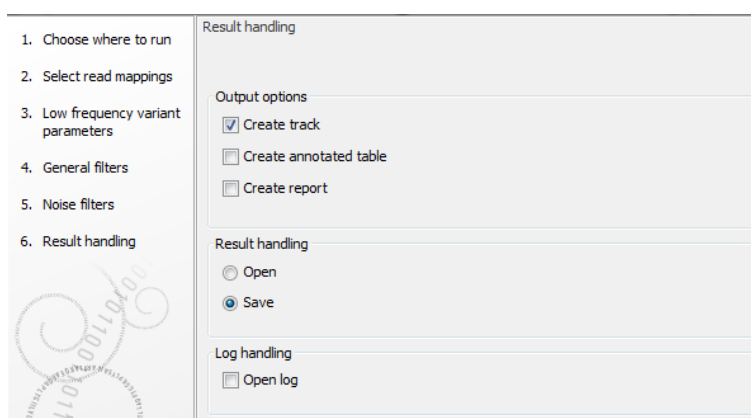 1. Choose where to run
2. Select read mappings
3. Low frequency variant
parameters
4. General filters
5. Noise filters
6. Result handling
Result handling
Output options
Create track
Create annotated table
Create report
Result handling
Open
Save
Log handling
Open log